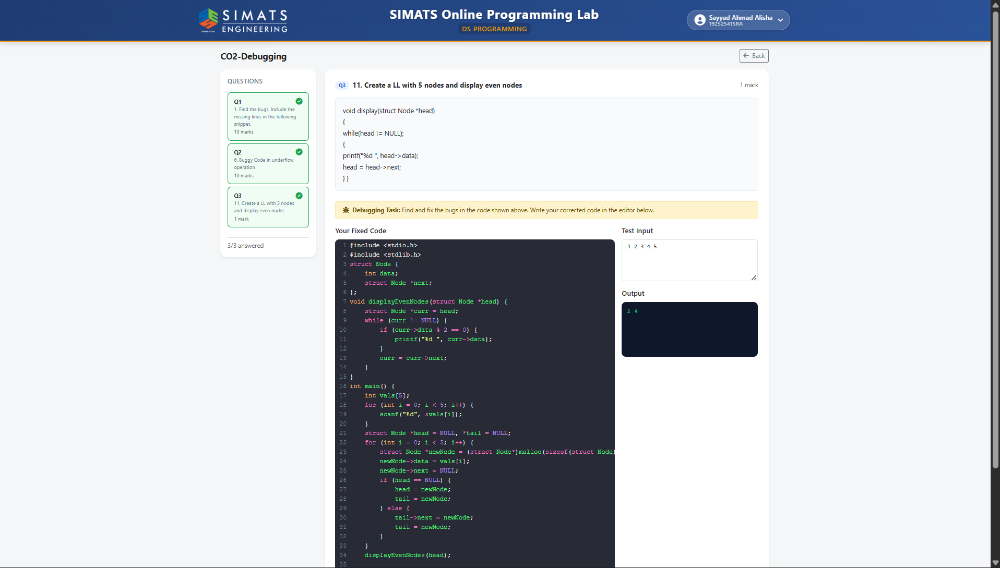 SIMATS
ENGINEERING
SIMATS Online Programming Lab
DS PROGRAMMING
Sayyad Ahmad Alisha
192525415RA
CO2-Debugging
← Back
QUESTIONS
Q1
1. Find the bugs, include the
missing lines in the following
snippet.
10 marks
Q2
6. Buggy Code in underflow
operation
10 marks
Q3
11. Create a LL with 5 nodes
and display even nodes
1 mark
3/3 answered
Q3 11. Create a LL with 5 nodes and display even nodes 1 mark
void display(struct Node *head)
{
while(head != NULL);
{
printf("%d ", head->data);
head = head->next;
} }
Debugging Task: Find and fix the bugs in the code shown above. Write your corrected code in the editor below.
Your Fixed Code
1 #include <stdio.h>
2 #include <stdlib.h>
3 struct Node {
4     int data;
5     struct Node *next;
6 };
7 void displayEvenNodes(struct Node *head) {
8     struct Node *curr = head;
9     while (curr != NULL) {
10         if (curr->data % 2 == 0) {
11             printf("%d ", curr->data);
12         }
13         curr = curr->next;
14     }
15 }
16 int main() {
17     int vals[5];
18     for (int i = 0; i < 5; i++) {
19         scanf("%d", &vals[i]);
20     }
21     struct Node *head = NULL, *tail = NULL;
22     for (int i = 0; i < 5; i++) {
23         struct Node *newNode = (struct Node*)malloc(sizeof(struct Node)
24         newNode->data = vals[i];
25         newNode->next = NULL;
26         if (head == NULL) {
27             head = newNode;
28             tail = newNode;
29         } else {
30             tail->next = newNode;
31             tail = newNode;
32         }
33     }
34     displayEvenNodes(head);
35
Test Input
1 2 3 4 5
Output
2 4